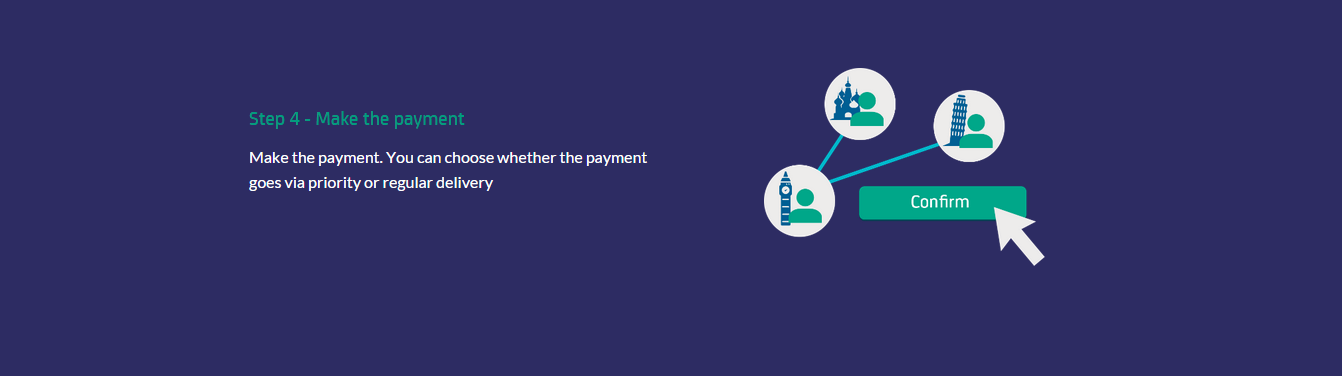 Step 4 - Make the payment
Make the payment. You can choose whether the payment
goes via priority or regular delivery
Confirm